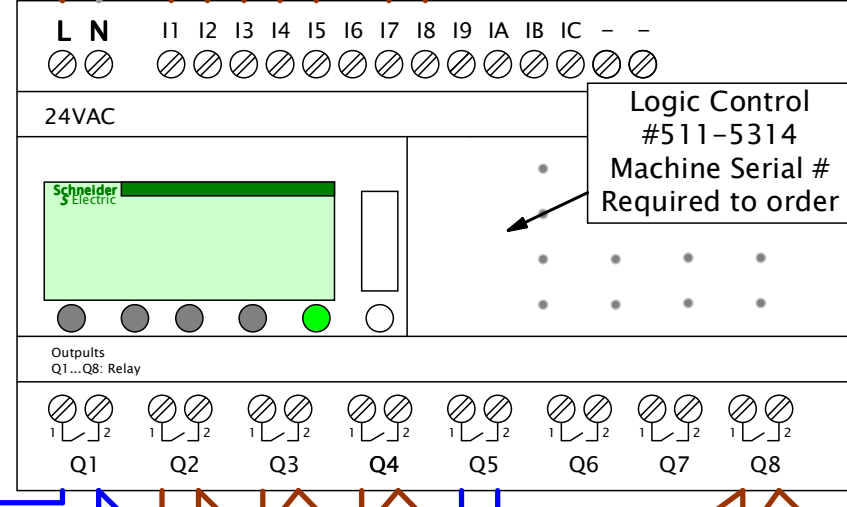 L N I1 I2 I3 I4 I5 I6 I7 I8 I9 IA IB IC – –
24VAC
Logic Control
#511-5314
Machine Serial #
Required to order
Schneider
S Electric
Outpults
Q1...Q8: Relay
1 2 1 2 1 2 1 2 1 2 1 2 1 2 1 2
Q1 Q2 Q3 Q4 Q5 Q6 Q7 Q8